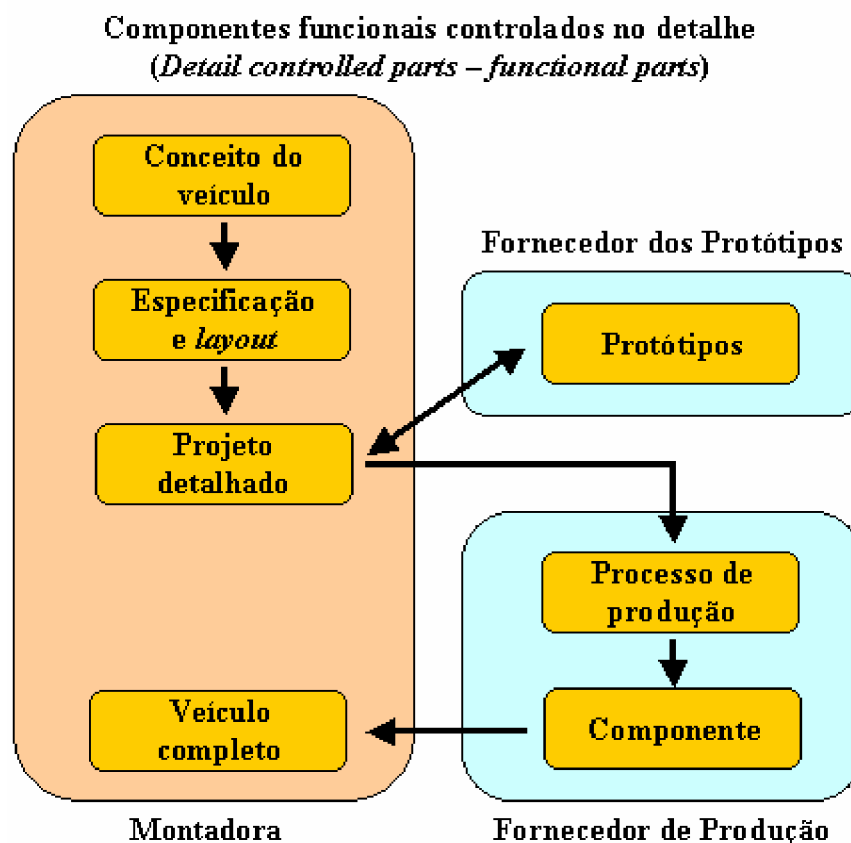 Componentes funcionais controlados no detalhe
(Detail controlled parts – functional parts)
Conceito do
veículo
Especificação
e layout
Projeto
detalhado
Veículo
completo
Montadora
Fornecedor dos Protótipos
Protótipos
Processo de
produção
Componente
Fornecedor de Produção